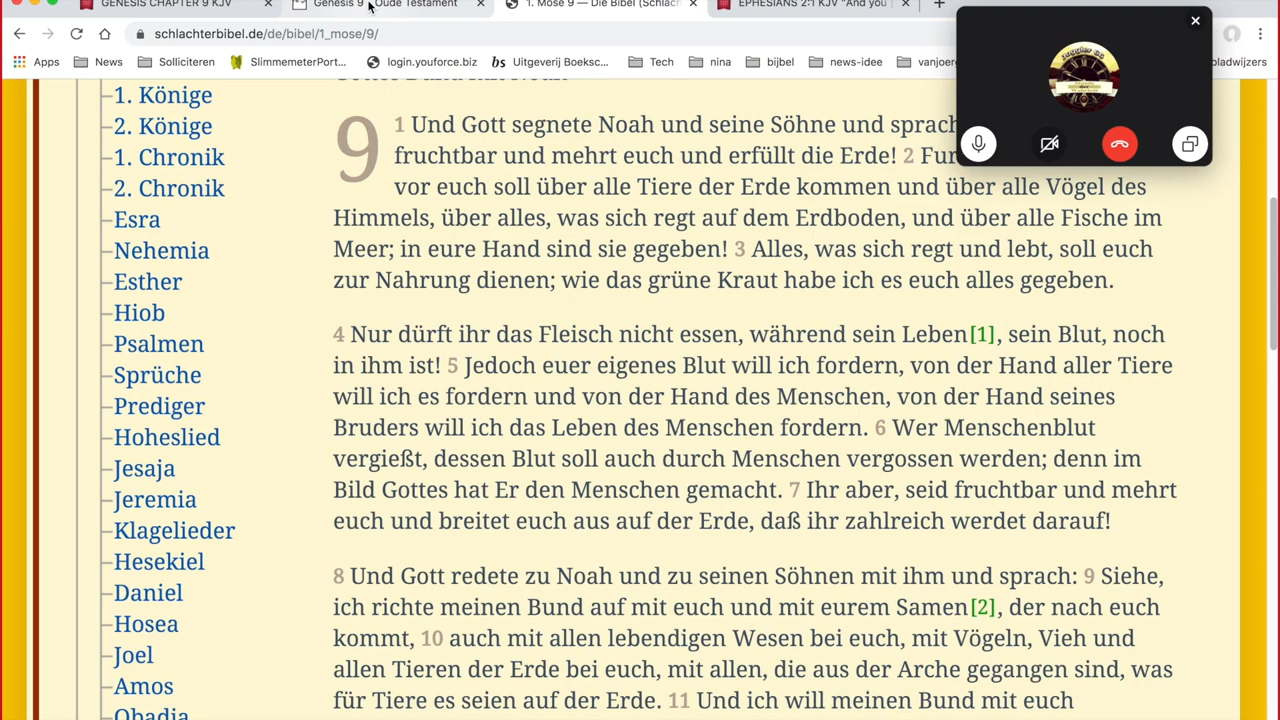 GENESIS CHAPTER 9 KJV
Genesis 9 Oude Testament
1. Mose 9 — Die Bibel (Schlach
EPHESIANS 2:1 KJV "And you
schlachterbibel.de/de/bibel/1_mose/9/
Apps
News
Solliciteren
SlimmemeterPort...
login.youforce.biz
bs Uitgeverij Boeksc...
Tech
nina
bijbel
news-idee
vanjoerg
oladwijzers
1. Könige
2. Könige
1. Chronik
2. Chronik
Esra
Nehemia
Esther
Hiob
Psalmen
Sprüche
Prediger
Hoheslied
Jesaja
Jeremia
Klagelieder
Hesekiel
Daniel
Hosea
Joel
Amos
Obadja
9 1 Und Gott segnete Noah und seine Söhne und sprach
fruchtbar und mehrt euch und erfüllt die Erde! 2 Fur
vor euch soll über alle Tiere der Erde kommen und über alle Vögel des
Himmels, über alles, was sich regt auf dem Erdboden, und über alle Fische im
Meer; in eure Hand sind sie gegeben! 3 Alles, was sich regt und lebt, soll euch
zur Nahrung dienen; wie das grüne Kraut habe ich es euch alles gegeben.
4 Nur dürft ihr das Fleisch nicht essen, während sein Leben[1], sein Blut, noch
in ihm ist! 5 Jedoch euer eigenes Blut will ich fordern, von der Hand aller Tiere
will ich es fordern und von der Hand des Menschen, von der Hand seines
Bruders will ich das Leben des Menschen fordern. 6 Wer Menschenblut
vergießt, dessen Blut soll auch durch Menschen vergossen werden; denn im
Bild Gottes hat Er den Menschen gemacht. 7 Ihr aber, seid fruchtbar und mehrt
euch und breitet euch aus auf der Erde, daß ihr zahlreich werdet darauf!
8 Und Gott redete zu Noah und zu seinen Söhnen mit ihm und sprach: 9 Siehe,
ich richte meinen Bund auf mit euch und mit eurem Samen[2], der nach euch
kommt, 10 auch mit allen lebendigen Wesen bei euch, mit Vögeln, Vieh und
allen Tieren der Erde bei euch, mit allen, die aus der Arche gegangen sind, was
für Tiere es seien auf der Erde. 11 Und ich will meinen Bund mit euch